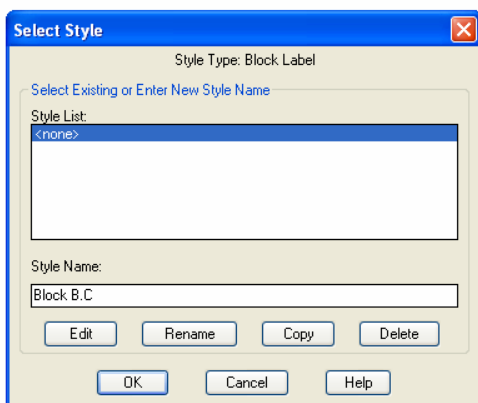 Select Style
Style Type: Block Label
Select Existing or Enter New Style Name
Style List:
<none>
Style Name:
Block B.C
Edit Rename Copy Delete
OK Cancel Help